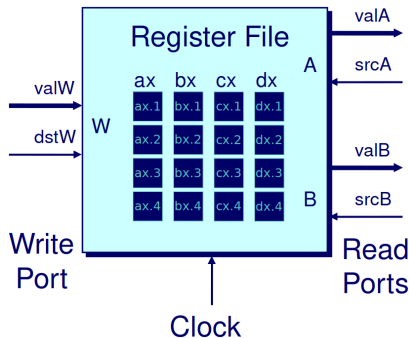 Register File
valA
srcA
A
valW
dstW
W
ax bx cx dx
ax.1 bx.1 cx.1 dx.1
ax.2 bx.2 cx.2 dx.2
ax.3 bx.3 cx.3 dx.3
ax.4 bx.4 cx.4 dx.4
valB
srcB
B
Write
Port
Read
Ports
Clock